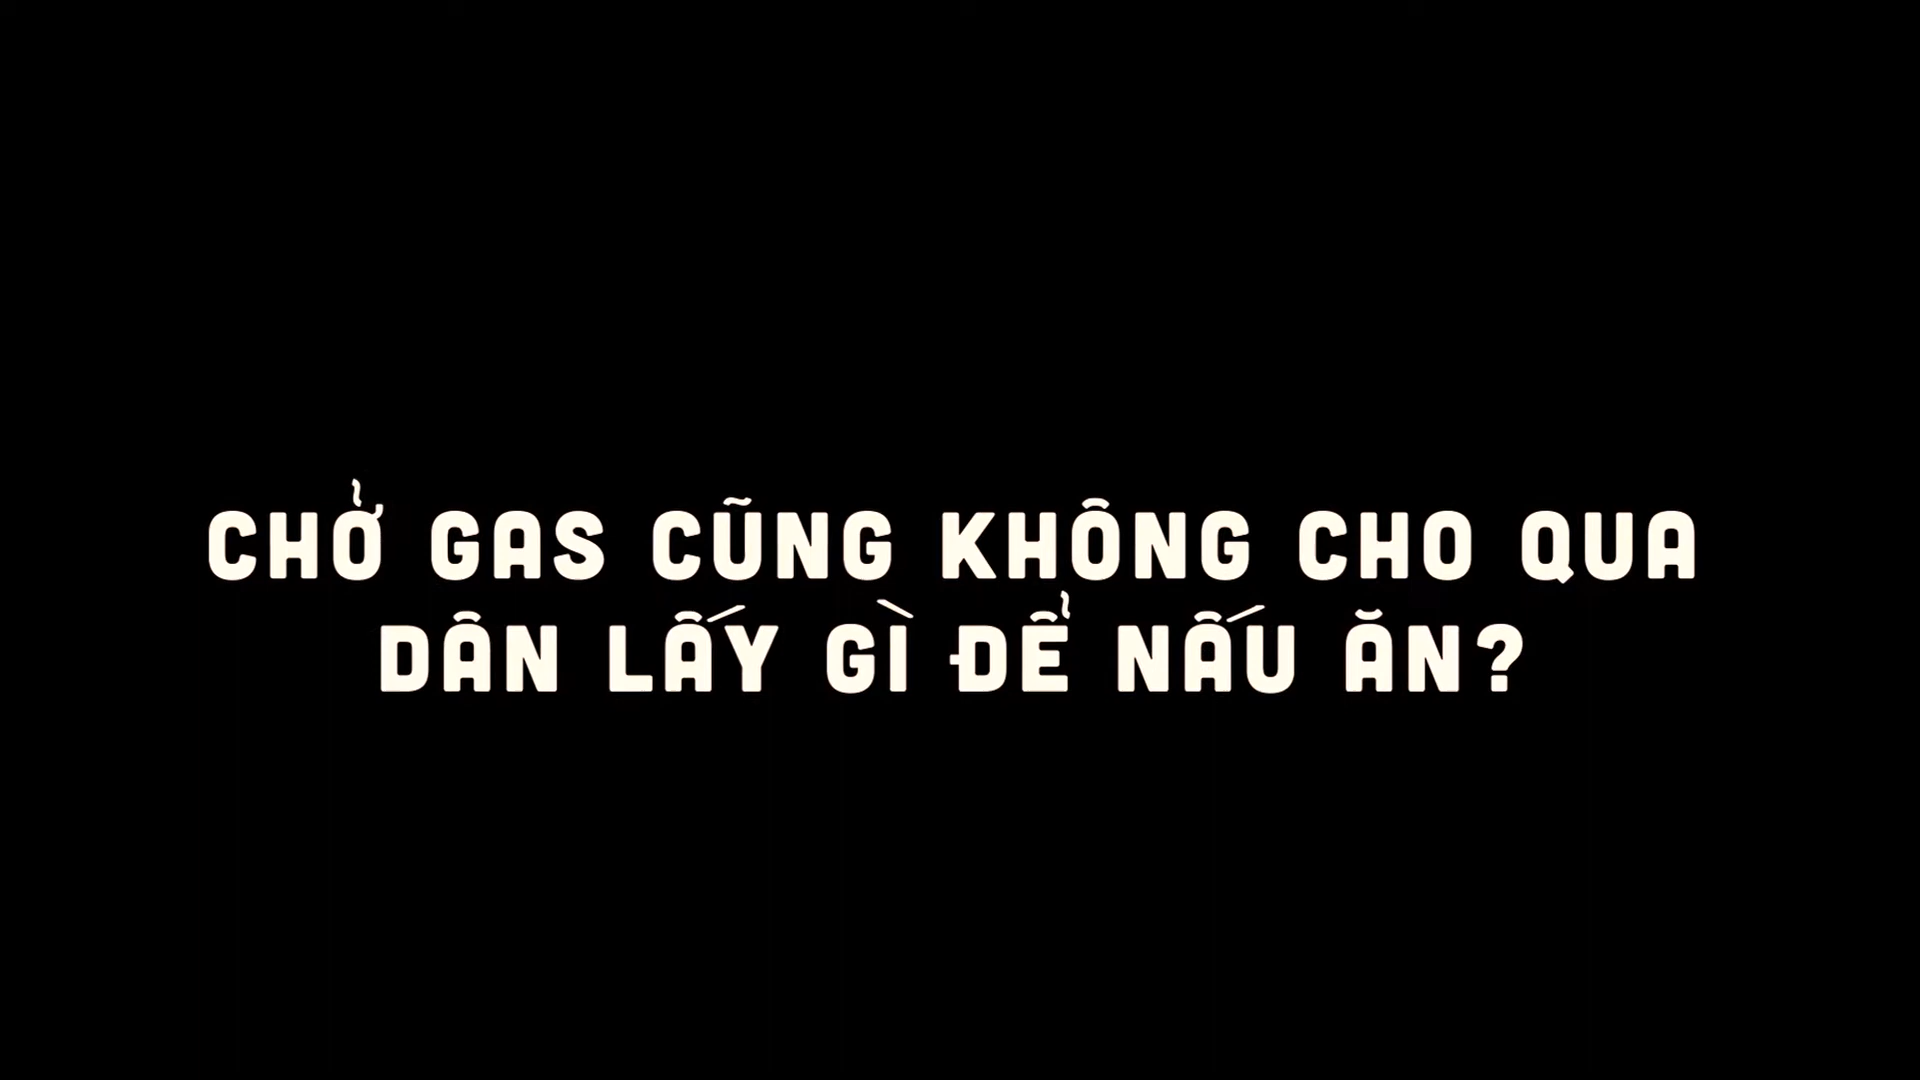 CHỞ GAS CŨNG KHÔNG CHO QUA
DÂN LẤY GÌ ĐỂ NẤU ĂN?